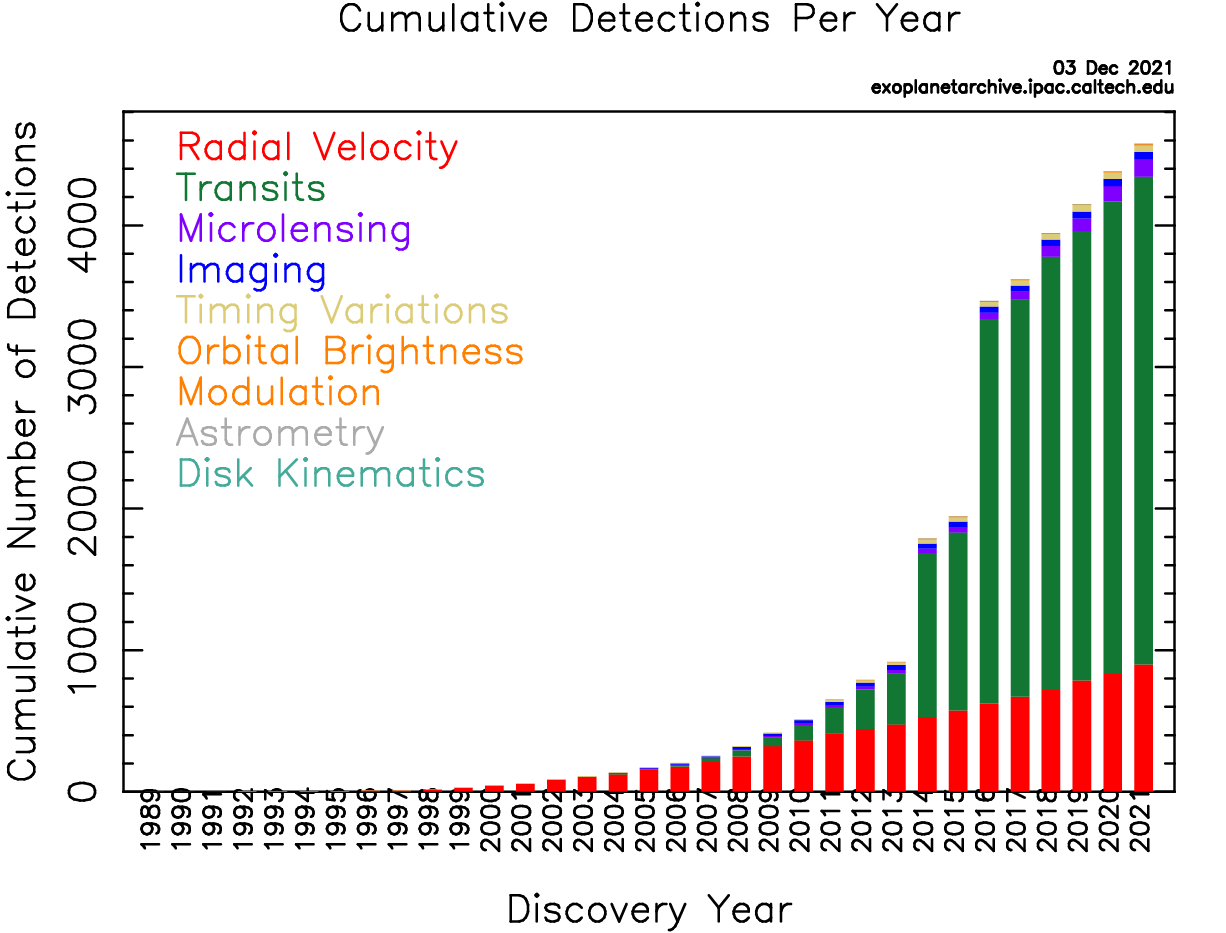 Cumulative Detections Per Year
03 Dec 2021
exoplanetarchive.ipac.caltech.edu
Cumulative Number of Detections
4000
3000
2000
1000
0
Radial Velocity
Transits
Microlensing
Imaging
Timing Variations
Orbital Brightness
Modulation
Astrometry
Disk Kinematics
1989
1990
1991
1992
1993
1994
1995
1996
1997
1998
1999
2000
2001
2002
2003
2004
2005
2006
2007
2008
2009
2010
2011
2012
2013
2014
2015
2016
2017
2018
2019
2020
2021
Discovery Year